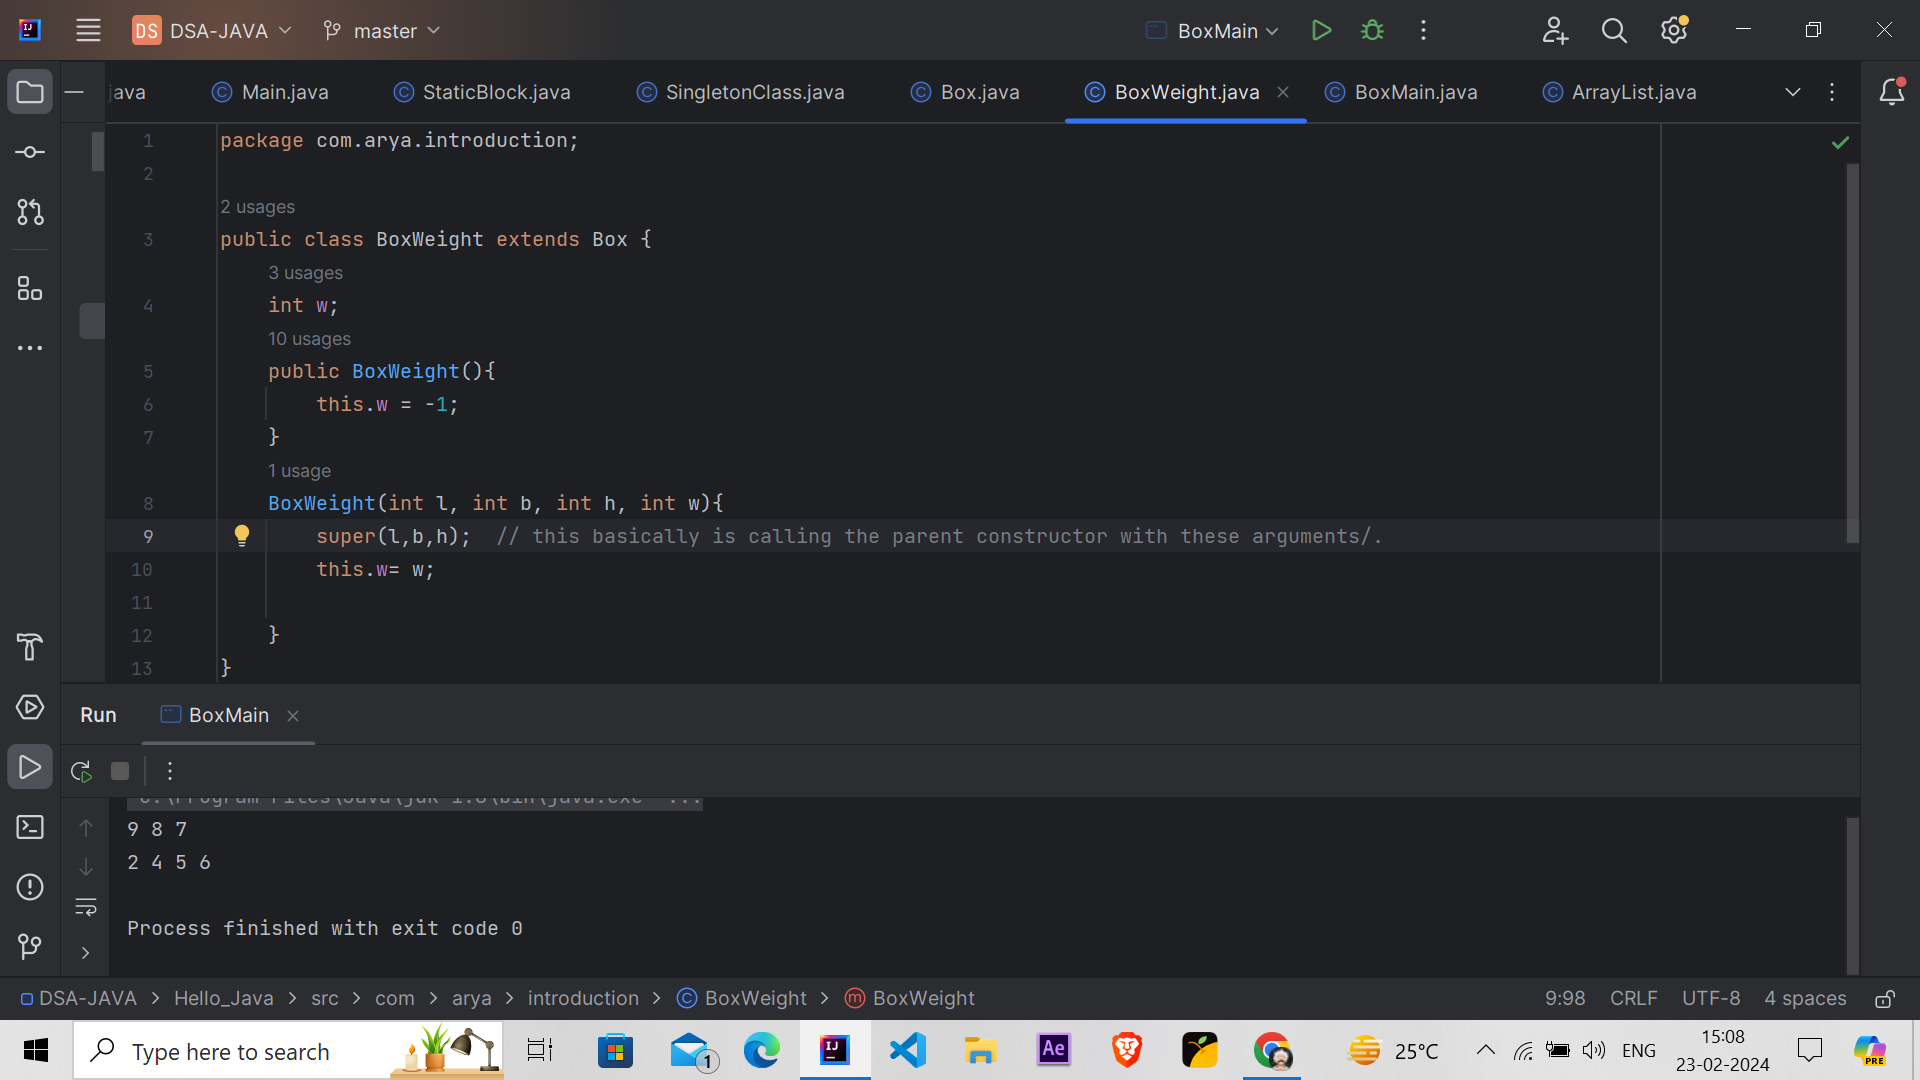 DS DSA-JAVA master BoxMain
java Main.java StaticBlock.java SingletonClass.java Box.java BoxWeight.java BoxMain.java ArrayList.java
1 package com.arya.introduction;
2
2 usages
3 public class BoxWeight extends Box {
3 usages
4 int w;
10 usages
5 public BoxWeight(){
6 this.w = -1;
7 }
1 usage
8 BoxWeight(int l, int b, int h, int w){
9 super(l,b,h); // this basically is calling the parent constructor with these arguments/.
10 this.w= w;
11
12 }
13 }
Run BoxMain
9 8 7
2 4 5 6
Process finished with exit code 0
DSA-JAVA > Hello_Java > src > com > arya > introduction > BoxWeight > BoxWeight 9:98 CRLF UTF-8 4 spaces
Type here to search 1 Ae 25°C ENG 15:08
23-02-2024 PRE